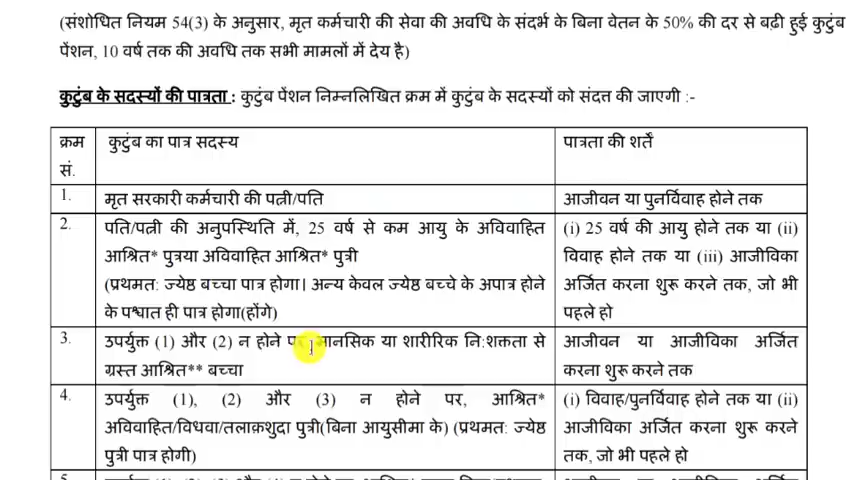 (संशोधित नियम 54(3) के अनुसार, मृत कर्मचारी की सेवा की अवधि के संदर्भ के बिना वेतन के 50% की दर से बढ़ी हुई कुटुंब
पेंशन, 10 वर्ष तक की अवधि तक सभी मामलों में देय है)
कुटुंब के सदस्यों की पात्रता : कुटुंब पेंशन निम्नलिखित क्रम में कुटुंब के सदस्यों को संदत्त की जाएगी :-
क्रम सं.
कुटुंब का पात्र सदस्य
पात्रता की शर्तें
1.
मृत सरकारी कर्मचारी की पत्नी/पति
आजीवन या पुनर्विवाह होने तक
2.
पति/पत्नी की अनुपस्थिति में, 25 वर्ष से कम आयु के अविवाहित
आश्रित* पुत्रया अविवाहित आश्रित* पुत्री
(प्रथमत: ज्येष्ठ बच्चा पात्र होगा। अन्य केवल ज्येष्ठ बच्चे के अपात्र होने
के पश्चात ही पात्र होगा(होंगे)
(i) 25 वर्ष की आयु होने तक या (ii)
विवाह होने तक या (iii) आजीविका
अर्जित करना शुरू करने तक, जो भी
पहले हो
3.
उपर्युक्त (1) और (2) न होने पर मानसिक या शारीरिक नि:शक्तता से
ग्रस्त आश्रित** बच्चा
आजीवन या आजीविका अर्जित
करना शुरू करने तक
4.
उपर्युक्त (1), (2) और (3) न होने पर, आश्रित*
अविवाहित/विधवा/तलाक़शुदा पुत्री(बिना आयुसीमा के) (प्रथमत: ज्येष्ठ
पुत्री पात्र होगी)
(i) विवाह/पुनर्विवाह होने तक या (ii)
आजीविका अर्जित करना शुरू करने
तक, जो भी पहले हो